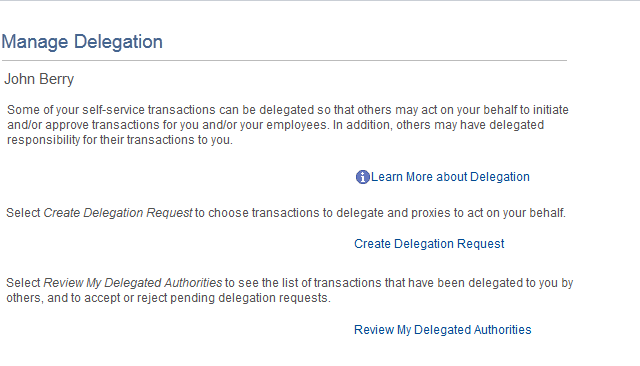 Manage Delegation
John Berry
Some of your self-service transactions can be delegated so that others may act on your behalf to initiate
and/or approve transactions for you and/or your employees. In addition, others may have delegated
responsibility for their transactions to you.
Learn More about Delegation
Select Create Delegation Request to choose transactions to delegate and proxies to act on your behalf.
Create Delegation Request
Select Review My Delegated Authorities to see the list of transactions that have been delegated to you by
others, and to accept or reject pending delegation requests.
Review My Delegated Authorities